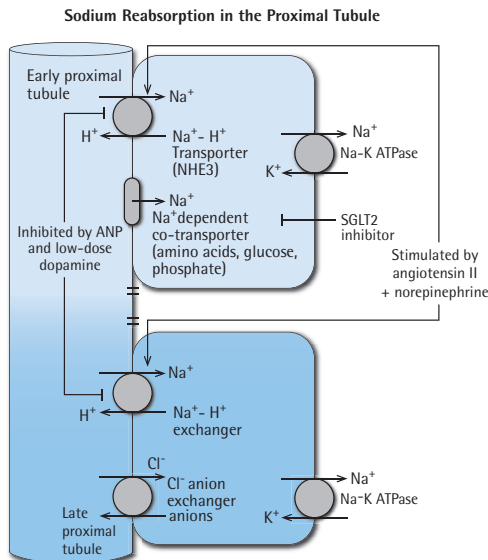 Sodium Reabsorption in the Proximal Tubule
Early proximal
tubule
Na⁺
H⁺
Na⁺- H⁺
Transporter
(NHE3)
Na⁺
Na-K ATPase
K⁺
Na⁺
Na⁺dependent
co-transporter
(amino acids, glucose,
phosphate)
SGLT2
inhibitor
Inhibited by ANP
and low-dose
dopamine
Stimulated by
angiotensin II
+ norepinephrine
Na⁺
H⁺
Na⁺- H⁺
exchanger
Cl⁻
Cl⁻ anion
exchanger
anions
Late
proximal
tubule
Na⁺
Na-K ATPase
K⁺